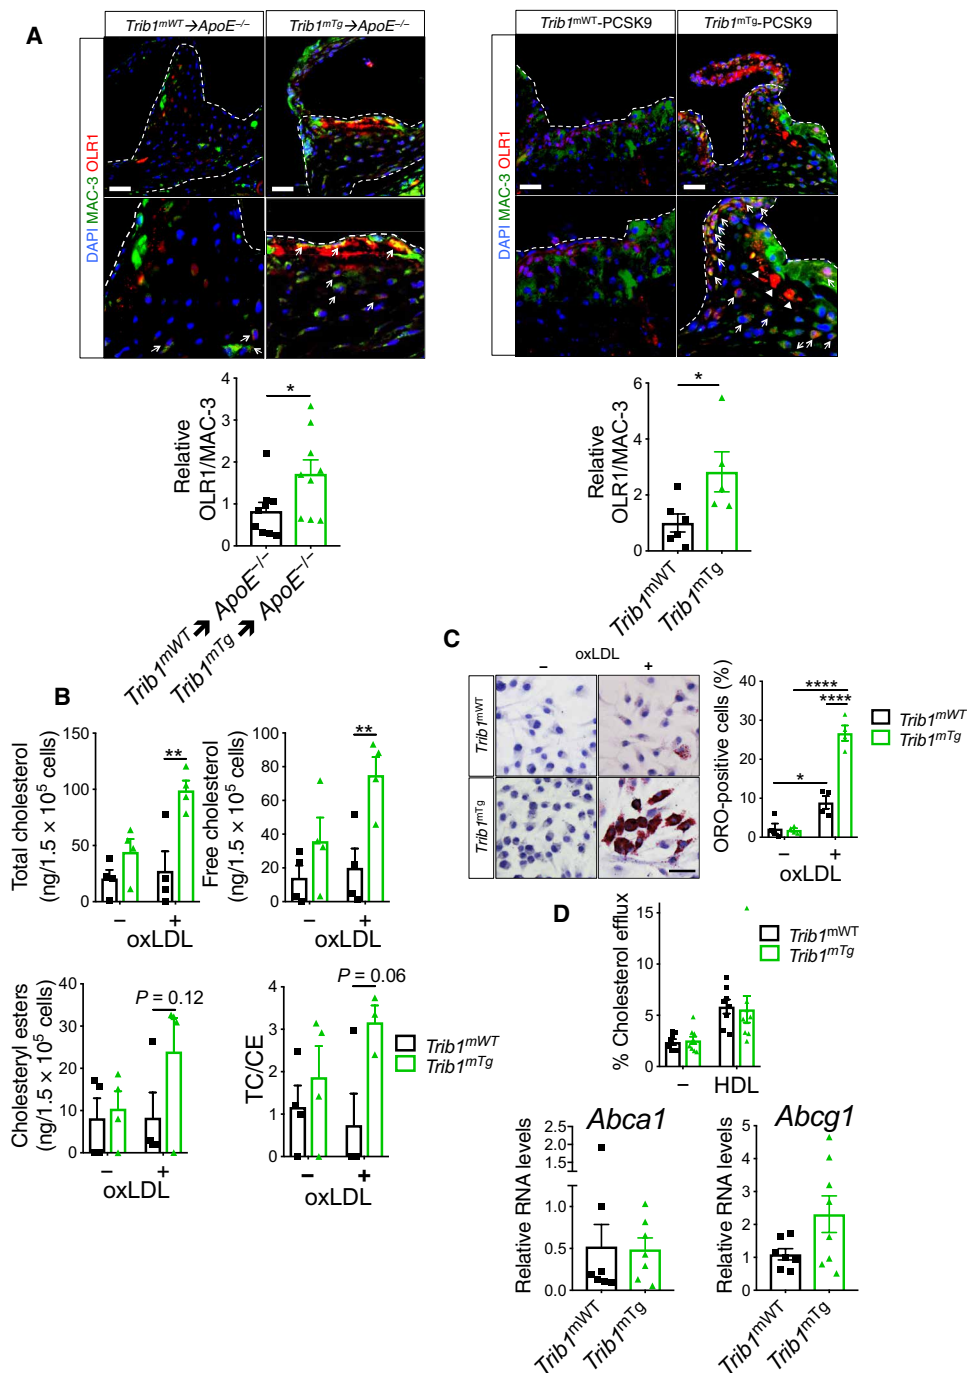 A
Trib1mWT→ApoE–/–
Trib1mTg→ApoE–/–
DAPI MAC-3 OLR1
Relative
OLR1/MAC-3
4
3
2
1
0
*
Trib1mWT➔ApoE–/–
Trib1mTg➔ApoE–/–
Trib1mWT-PCSK9
Trib1mTg-PCSK9
DAPI MAC-3 OLR1
Relative
OLR1/MAC-3
6
4
2
0
*
Trib1mWT
Trib1mTg
B
Total cholesterol
(ng/1.5 × 105 cells)
150
100
50
0
**
– +
oxLDL
Free cholesterol
(ng/1.5 × 105 cells)
100
80
60
40
20
0
**
– +
oxLDL
Cholesteryl esters
(ng/1.5 × 105 cells)
40
30
20
10
0
P = 0.12
– +
oxLDL
TC/CE
4
3
2
1
0
P = 0.06
– +
oxLDL
Trib1mWT
Trib1mTg
C
oxLDL
– +
Trib1mWT
Trib1mTg
ORO-positive cells (%)
40
30
20
10
0
****
****
*
– +
oxLDL
Trib1mWT
Trib1mTg
D
% Cholesterol efflux
15
10
5
0
– HDL
Trib1mWT
Trib1mTg
Abca1
Relative RNA levels
2.5
2.0
1.5
1.0
0.5
0.0
Trib1mWT
Trib1mTg
Abcg1
Relative RNA levels
5
4
3
2
1
0
Trib1mWT
Trib1mTg